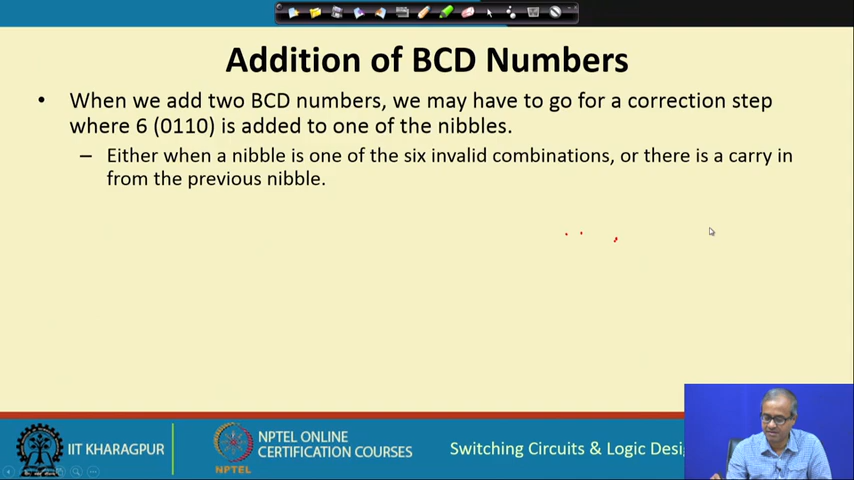 Addition of BCD Numbers
• When we add two BCD numbers, we may have to go for a correction step
where 6 (0110) is added to one of the nibbles.
– Either when a nibble is one of the six invalid combinations, or there is a carry in
from the previous nibble.
IIT KHARAGPUR
NPTEL
NPTEL ONLINE
CERTIFICATION COURSES
Switching Circuits & Logic Desig